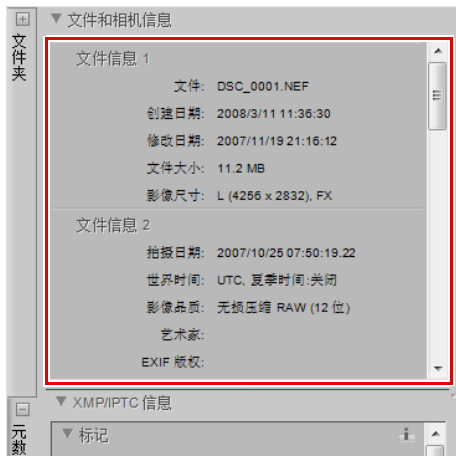 文件夹
文件和相机信息
文件信息 1
文件: DSC_0001.NEF
创建日期: 2008/3/11 11:36:30
修改日期: 2007/11/19 21:16:12
文件大小: 11.2 MB
影像尺寸: L (4256 x 2832), FX
文件信息 2
拍摄日期: 2007/10/25 07:50:19.22
世界时间: UTC, 夏季时间:关闭
影像品质: 无损压缩 RAW (12 位)
艺术家:
EXIF 版权:
XMP/IPTC 信息
元数
标记